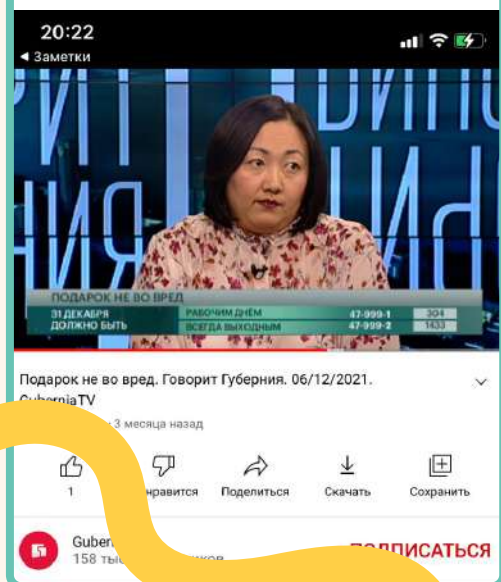 20:22
Заметки
ПОДАРОК НЕ ВО ВРЕД
31 ДЕКАБРЯ ДОЛЖНО БЫТЬ
РАБОЧИМ ДНЁМ 47-999-1 304
ВСЕГДА ВЫХОДНЫМ 47-999-2 1433
Подарок не во вред. Говорит Губерния. 06/12/2021.
GuberniaTV
3 месяца назад
1
нравится Поделиться Скачать Сохранить
Guber
158 ты
ПОДПИСАТЬСЯ